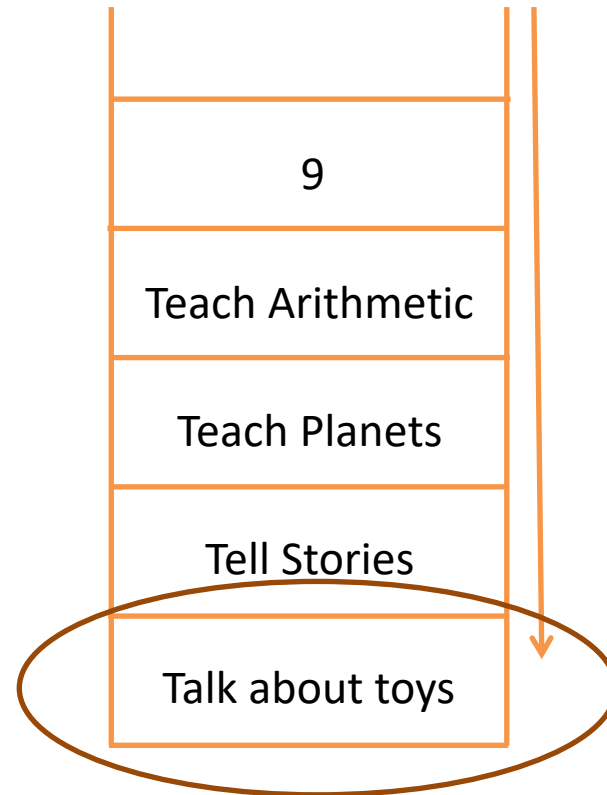 9
Teach Arithmetic
Teach Planets
Tell Stories
Talk about toys